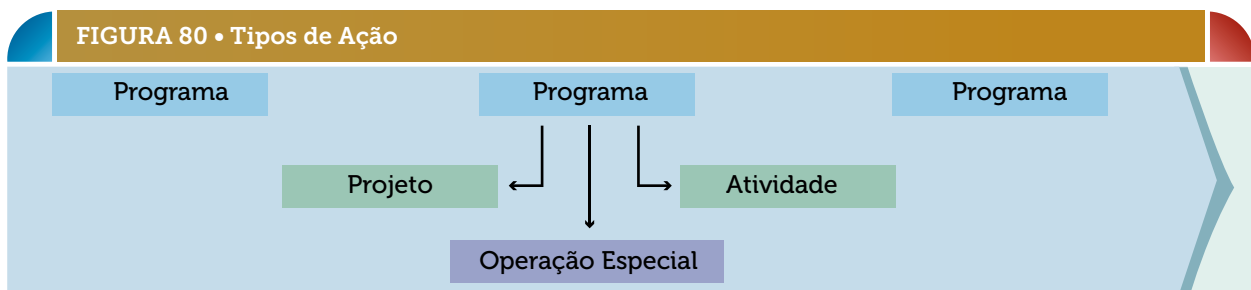 FIGURA 80 • Tipos de Ação
Programa Programa Programa
Projeto Atividade
Operação Especial